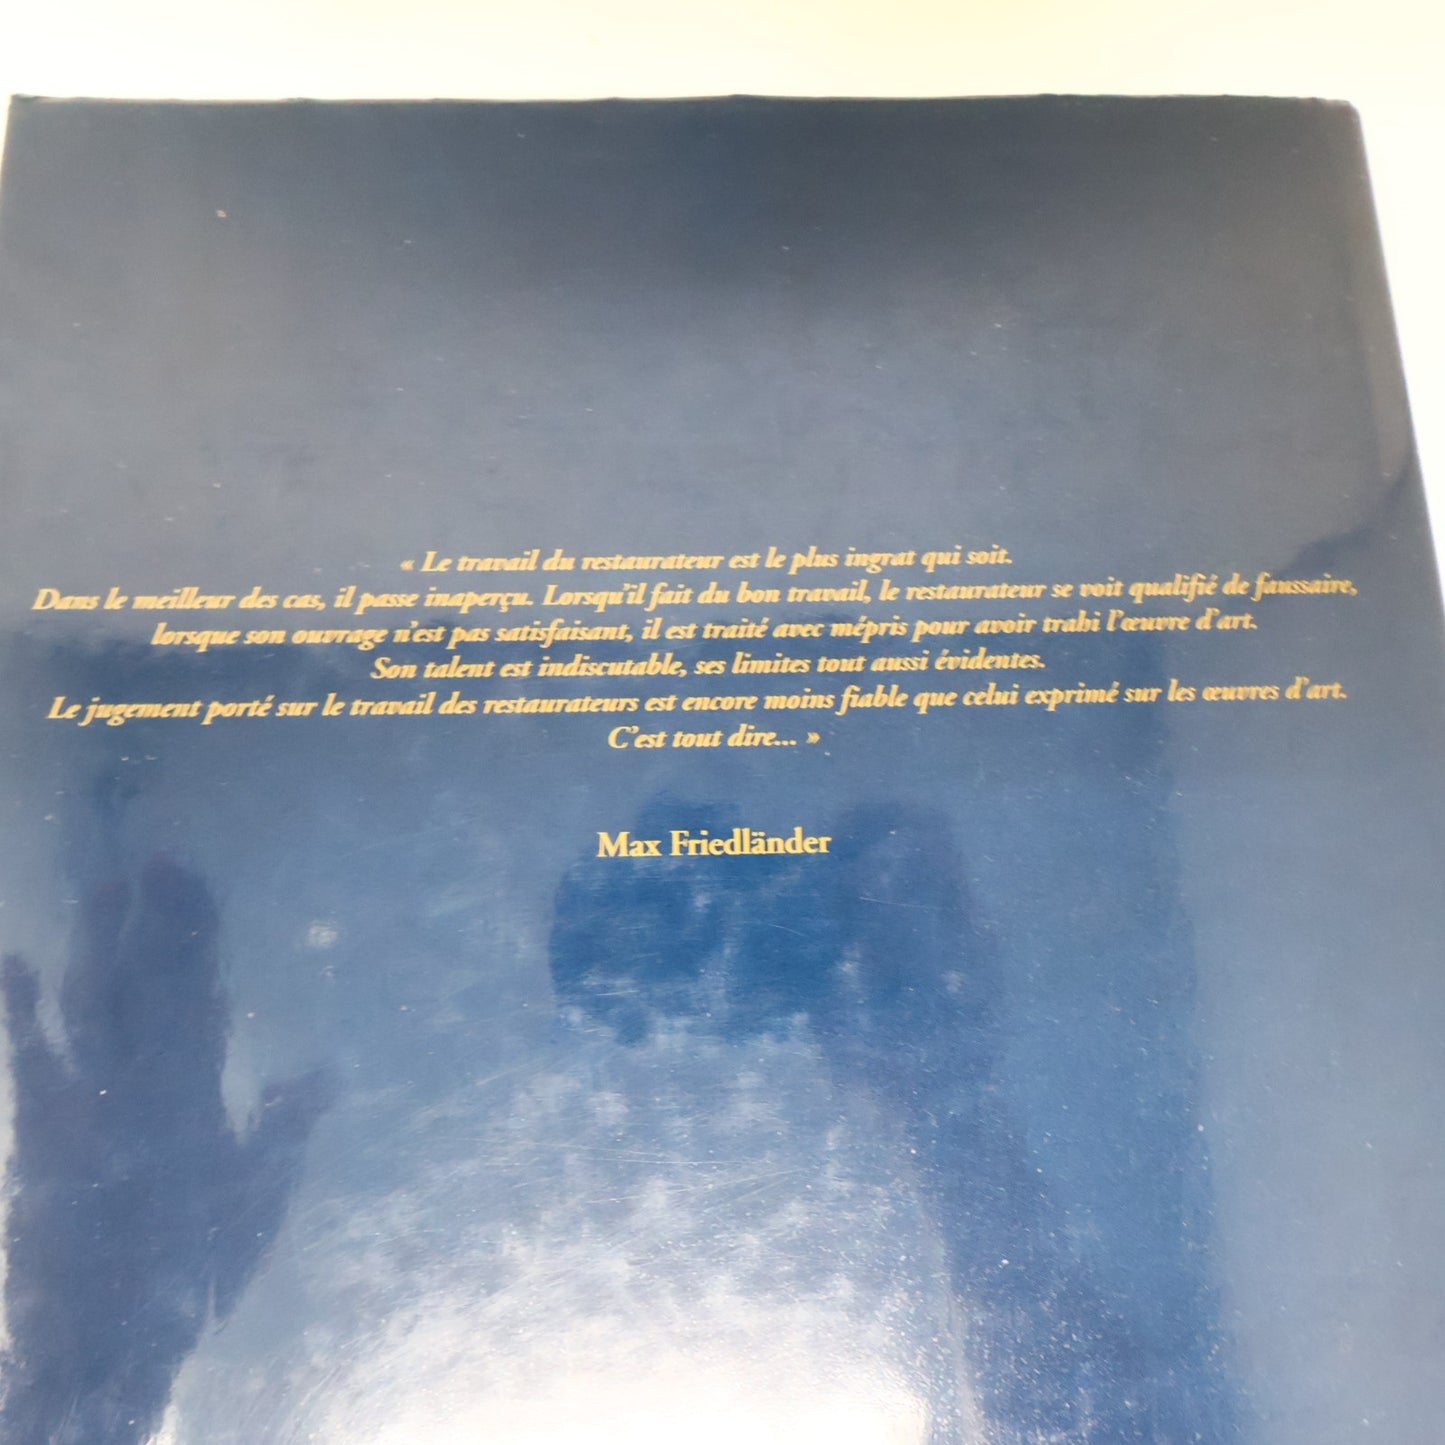 « Le travail du restaurateur est le plus ingrat qui soit.
Dans le meilleur des cas, il passe inaperçu. Lorsqu'il fait du bon travail, le restaurateur se voit qualifié de faussaire,
lorsque son ouvrage n'est pas satisfaisant, il est traité avec mépris pour avoir trahi l'œuvre d'art.
Son talent est indiscutable, ses limites tout aussi évidentes.
Le jugement porté sur le travail des restaurateurs est encore moins fiable que celui exprimé sur les œuvres d'art.
C'est tout dire... »
Max Friedländer